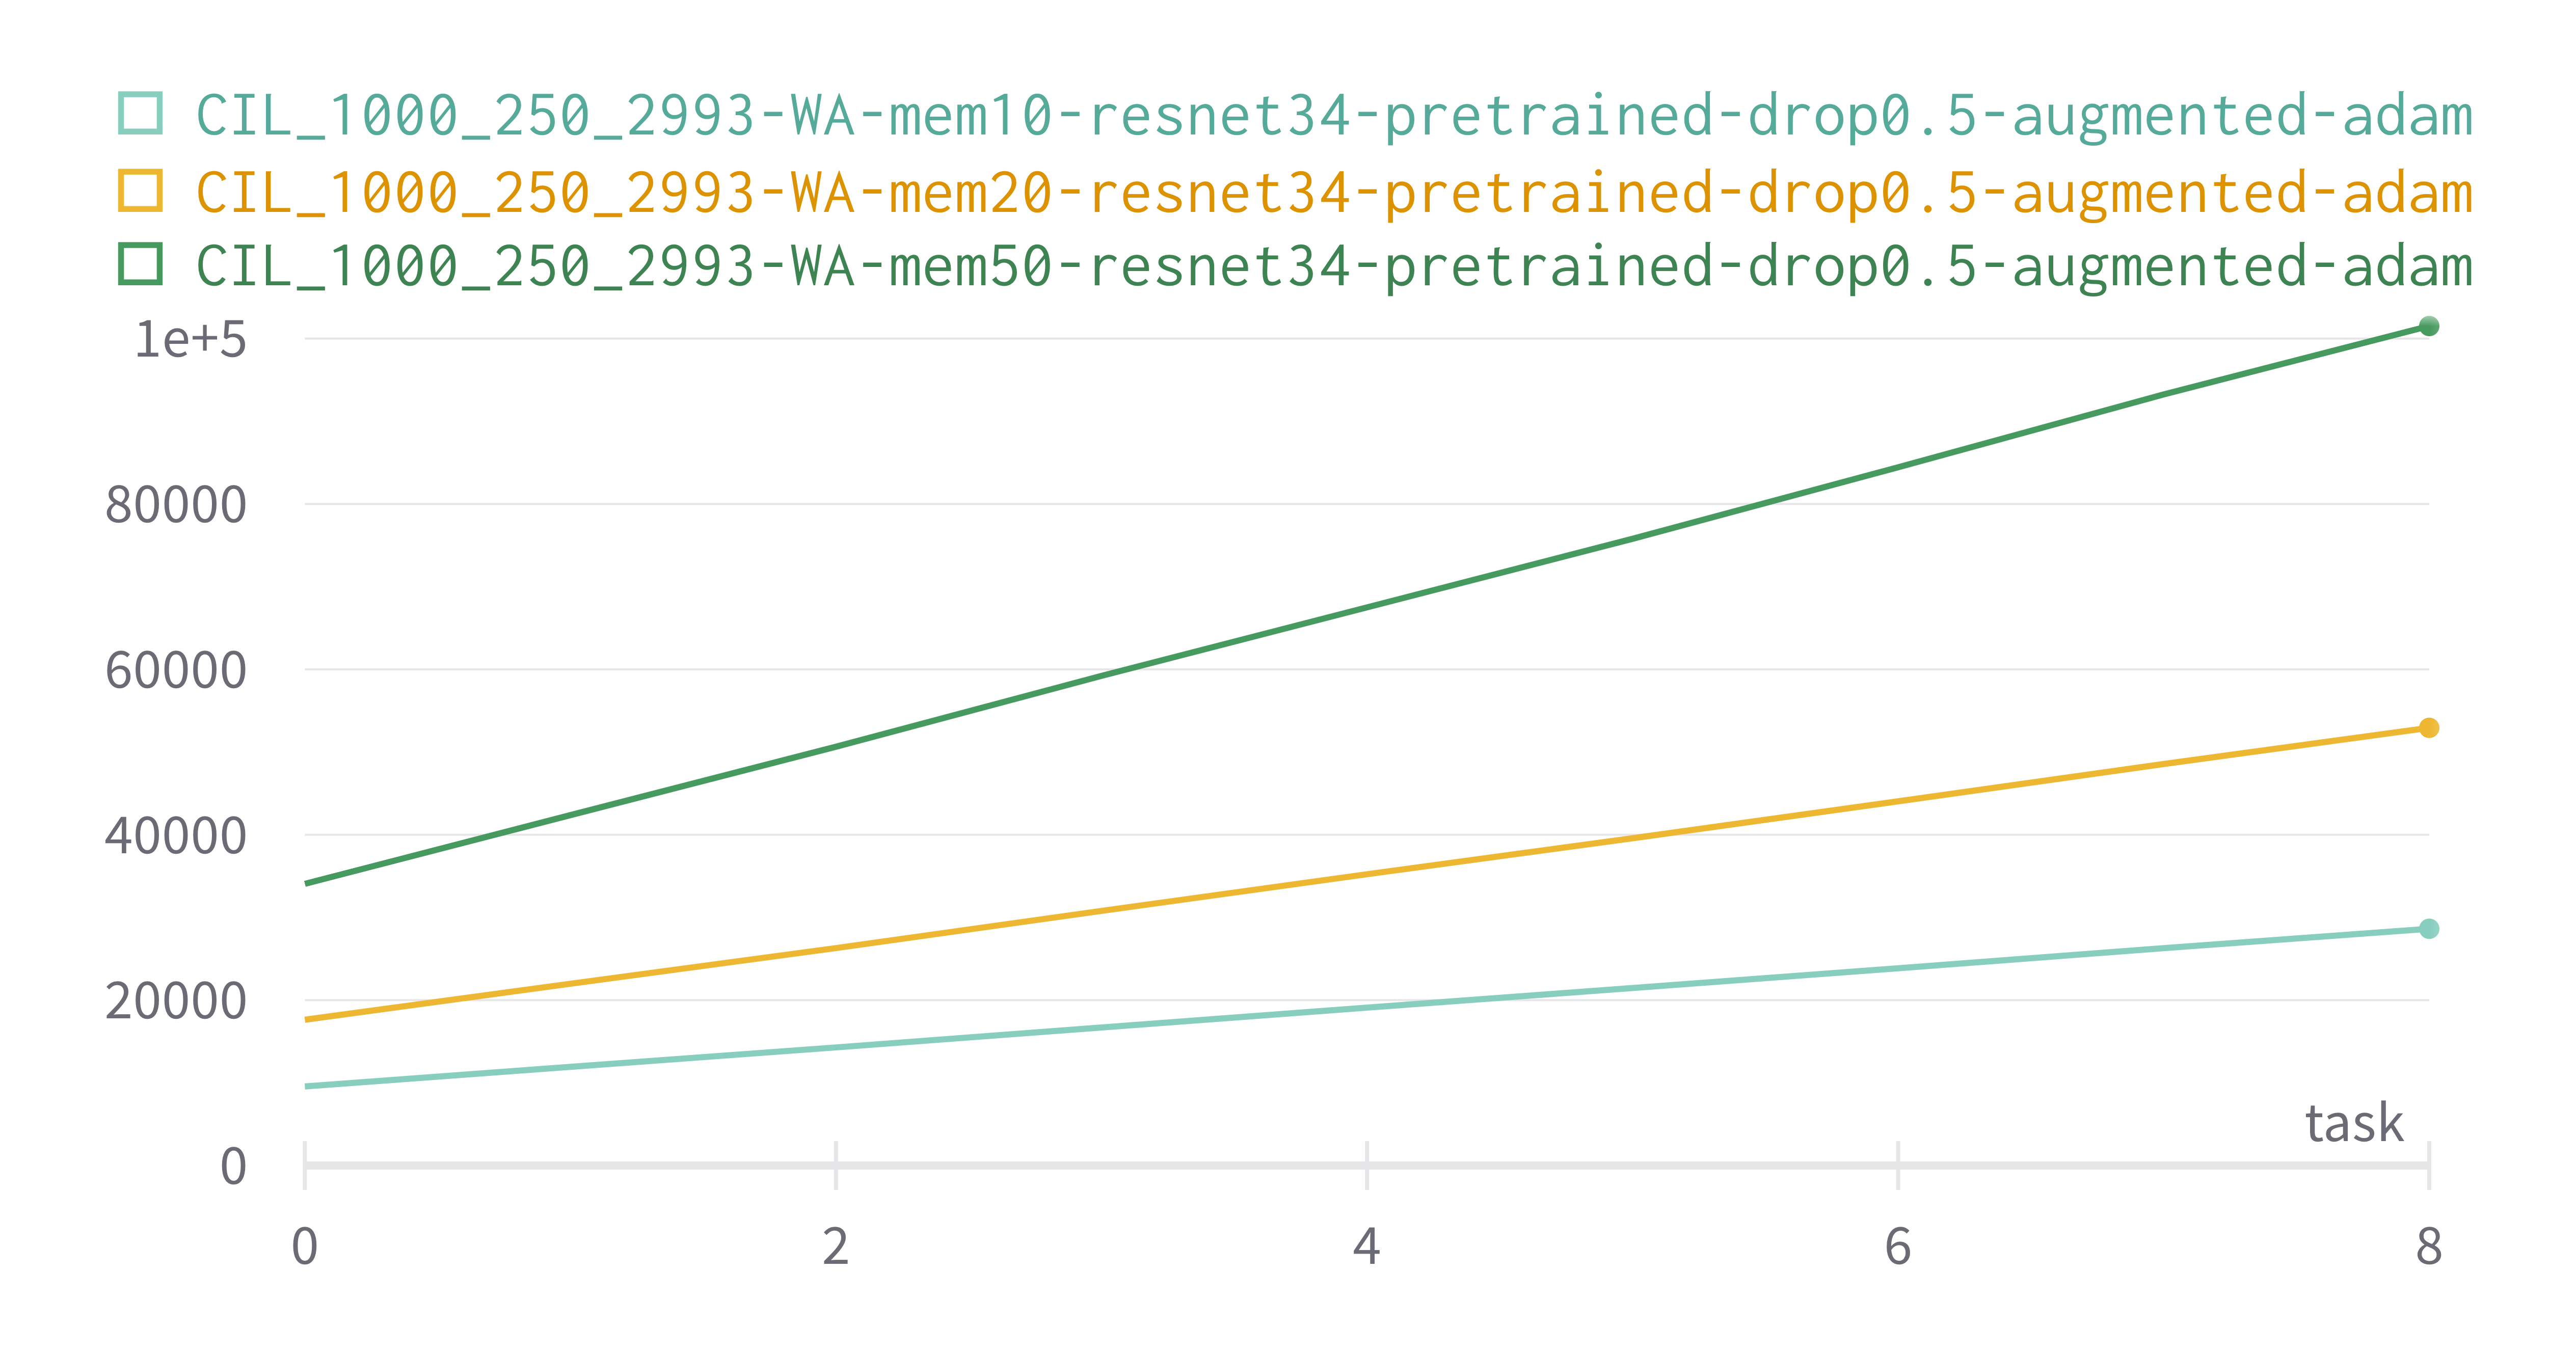 CIL_1000_250_2993-WA-mem10-resnet34-pretrained-drop0.5-augmented-adam
CIL_1000_250_2993-WA-mem20-resnet34-pretrained-drop0.5-augmented-adam
CIL_1000_250_2993-WA-mem50-resnet34-pretrained-drop0.5-augmented-adam
1e+5
80000
60000
40000
20000
0
task
0 2 4 6 8